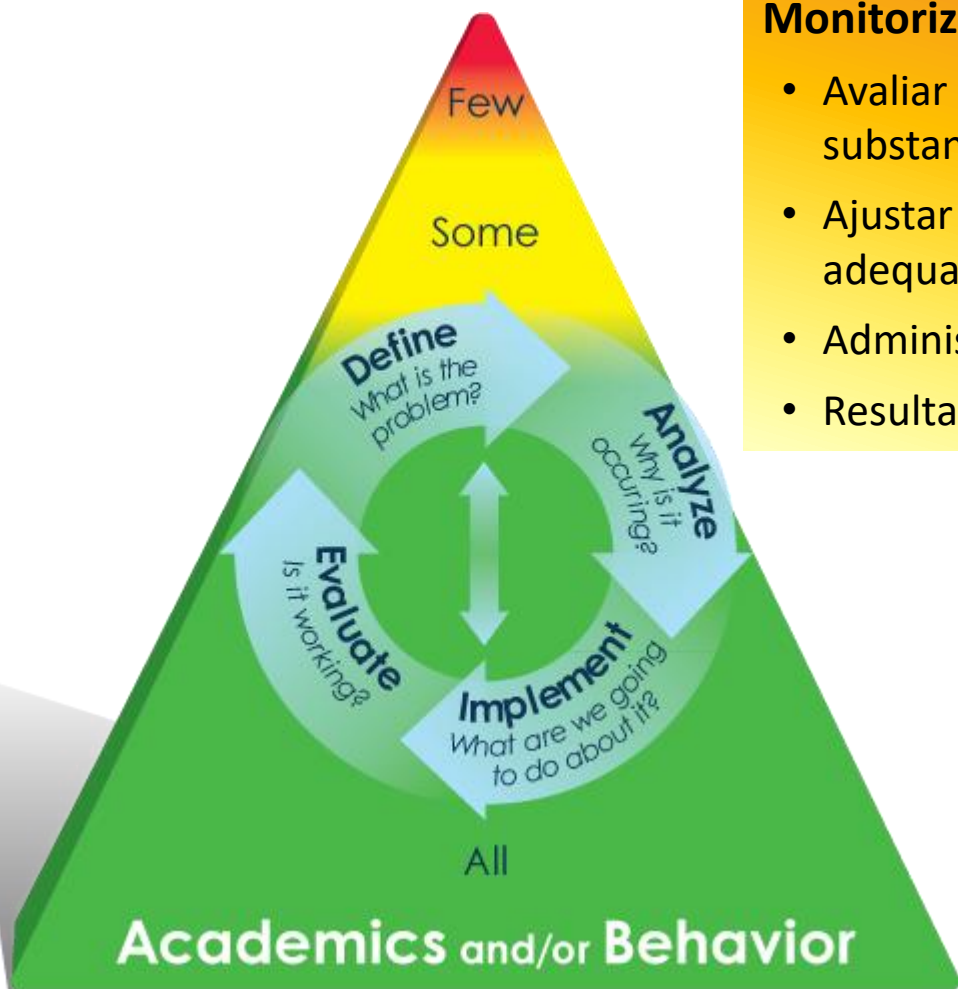 Few
Some
Define
What is the
problem?
Analyze
Why is it
occuring?
Implement
What are we going
to do about it?
Evaluate
Is it working?
All
Academics and/or Behavior
Monitoriz
• Avaliar
substan
• Ajustar
adequa
• Adminis
• Resulta